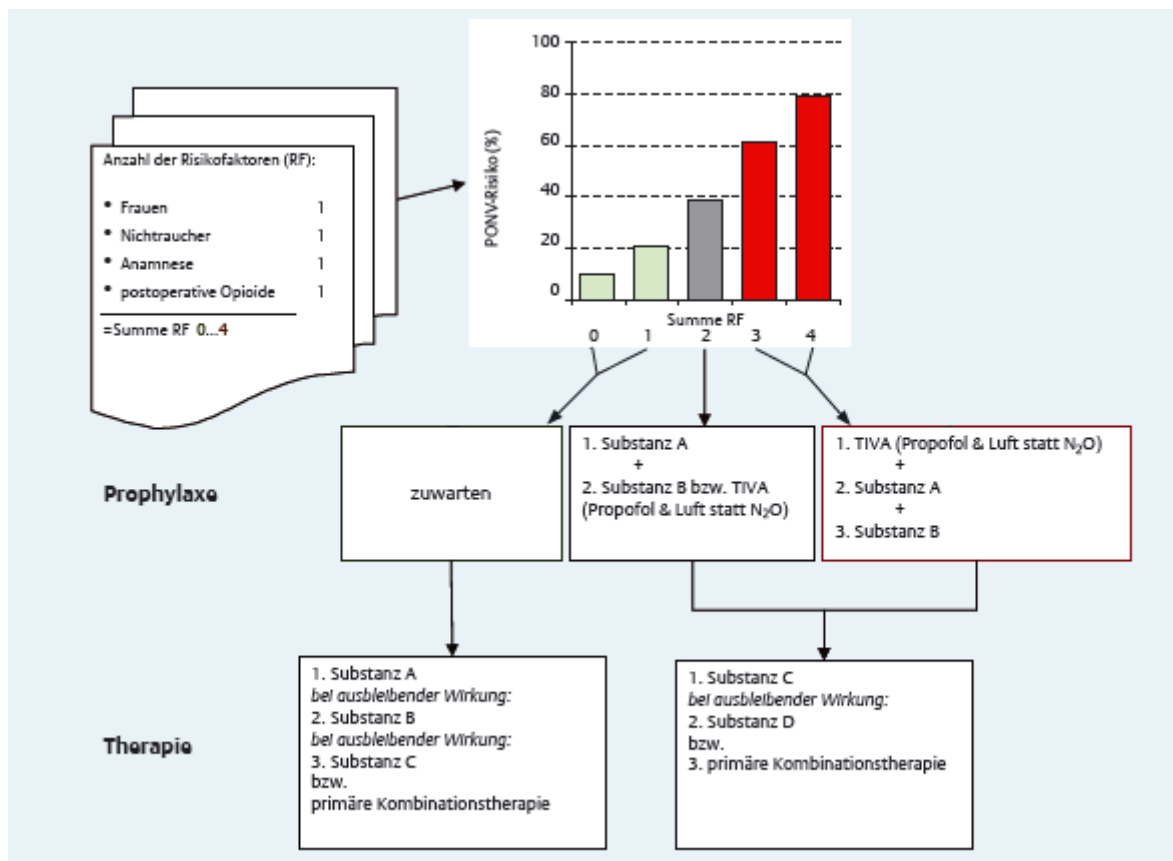 Anzahl der Risikofaktoren (RF):
• Frauen 1
• Nichtraucher 1
• Anamnese 1
• postoperative Opioide 1
=Summe RF 0...4
PONV-Risiko (%)
100
80
60
40
20
0
Summe RF
0 1 2 3 4
Prophylaxe
zuwarten
1. Substanz A
+
2. Substanz B bzw. TIVA
(Propofol & Luft statt N₂O)
1. TIVA (Propofol & Luft statt N₂O)
+
2. Substanz A
+
3. Substanz B
Therapie
1. Substanz A
bei ausbleibender Wirkung:
2. Substanz B
bei ausbleibender Wirkung:
3. Substanz C
bzw.
primäre Kombinationstherapie
1. Substanz C
bei ausbleibender Wirkung:
2. Substanz D
bzw.
3. primäre Kombinationstherapie